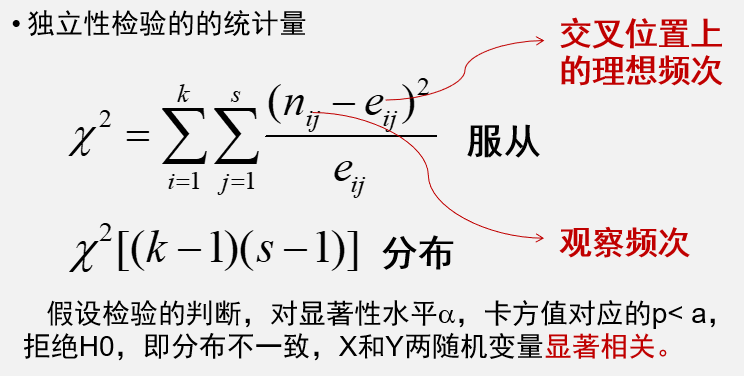 • 独立性检验的的统计量
交叉位置上
的理想频次
χ² = \sum_{i=1}^{k} \sum_{j=1}^{s} \frac{(n_{ij} - e_{ij})^2}{e_{ij}} 服从
χ²[(k−1)(s−1)] 分布
观察频次
假设检验的判断，对显著性水平α，卡方值对应的p< a，
拒绝H0，即分布不一致，X和Y两随机变量显著相关。